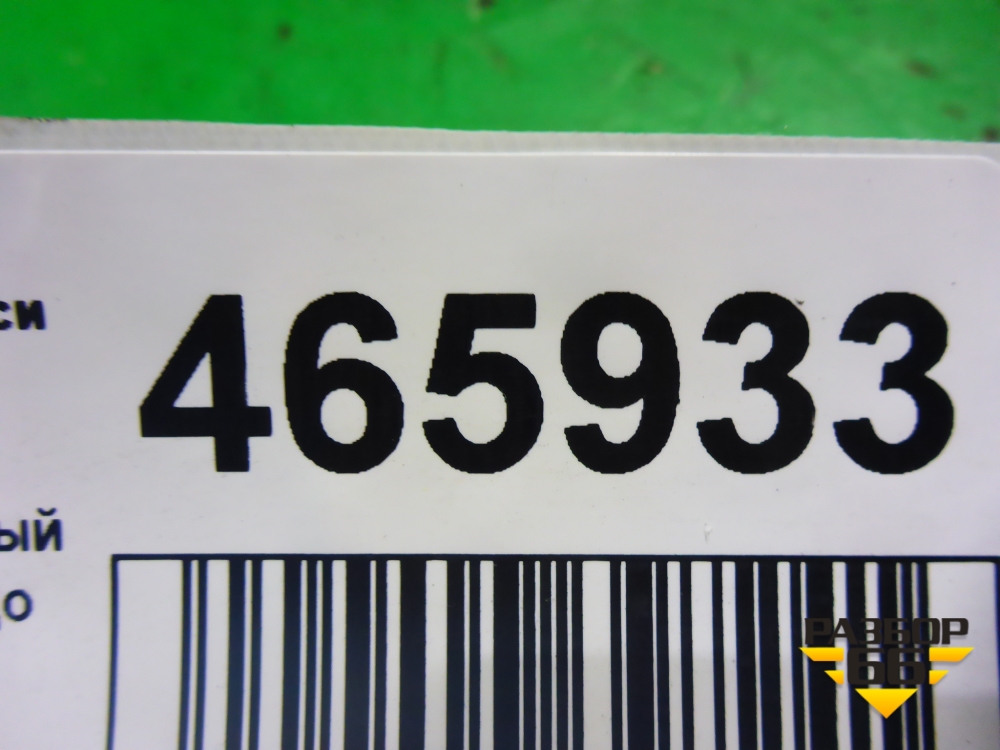 си
465933
ый
о
РАЗБОР
66